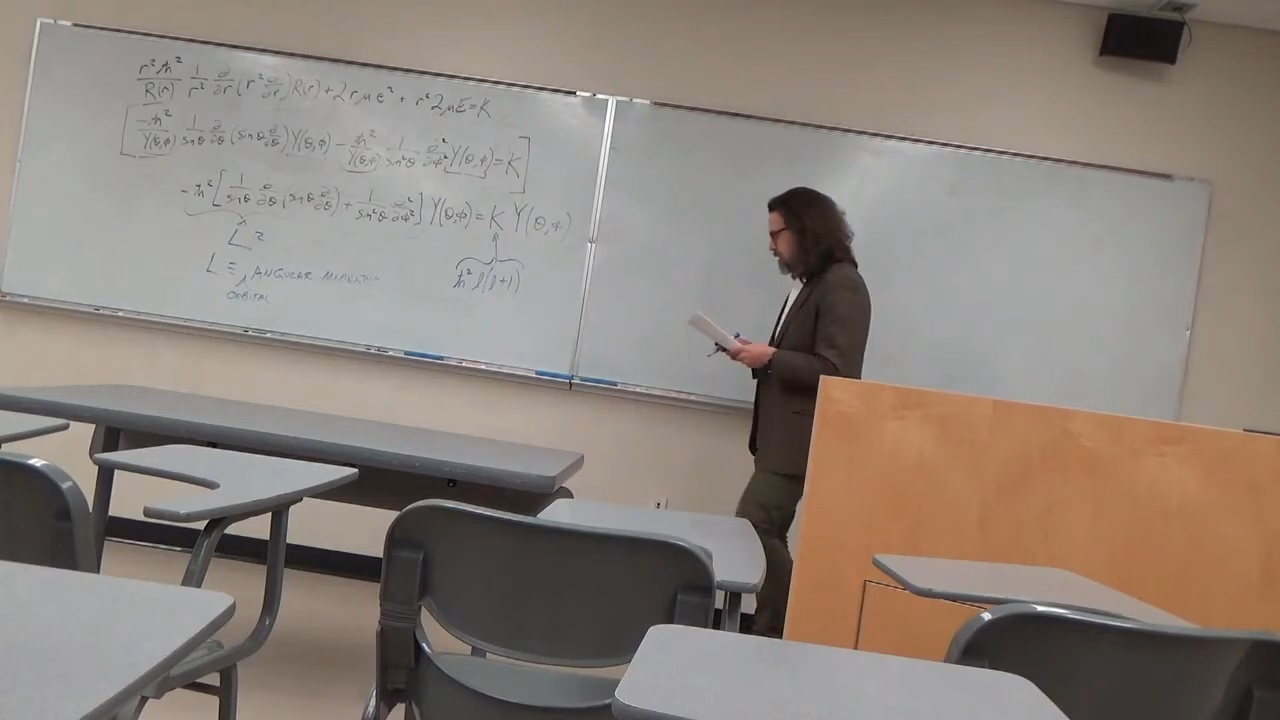 r²ħ²/R(r) 1/r² ∂/∂r (r² ∂/∂r) R(r) + 2rμe² + r²2μE = K
[-ħ²/Y(θ,φ) 1/sinθ ∂/∂θ (sinθ ∂/∂θ) Y(θ,φ) - ħ²/Y(θ,φ) 1/sin²θ ∂²/∂φ² Y(θ,φ) = K]
-ħ² [1/sinθ ∂/∂θ (sinθ ∂/∂θ) + 1/sin²θ ∂²/∂φ²] Y(θ,φ) = K Y(θ,φ)
L²
ħ² l(l+1)
L ≡ ANGULAR MOMENTUM
ORBITAL